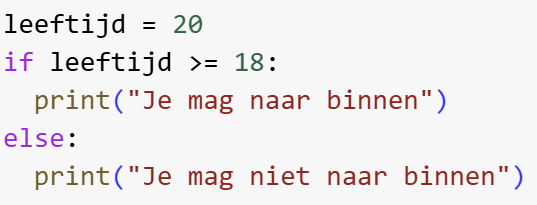 leeftijd = 20
if leeftijd >= 18:
  print("Je mag naar binnen")
else:
  print("Je mag niet naar binnen")